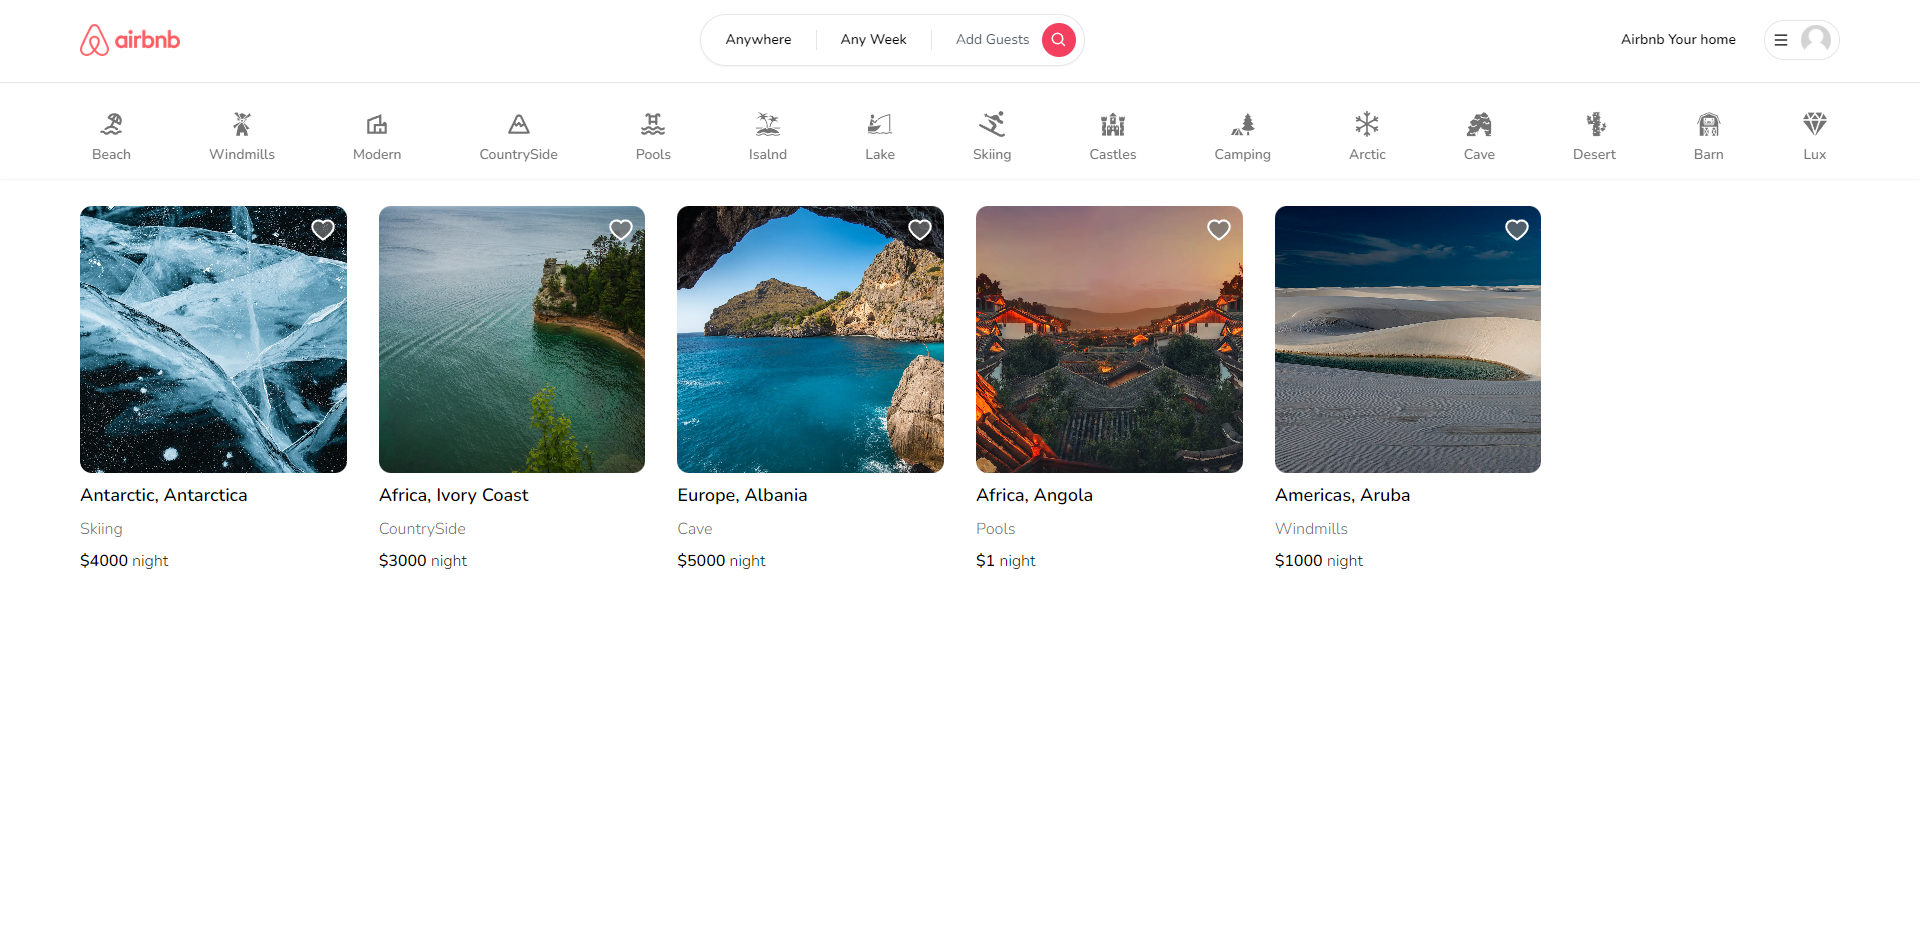 airbnb
Anywhere
Any Week
Add Guests
Airbnb Your home
Beach
Windmills
Modern
CountrySide
Pools
Isalnd
Lake
Skiing
Castles
Camping
Arctic
Cave
Desert
Barn
Lux
Antarctic, Antarctica
Skiing
$4000 night
Africa, Ivory Coast
CountrySide
$3000 night
Europe, Albania
Cave
$5000 night
Africa, Angola
Pools
$1 night
Americas, Aruba
Windmills
$1000 night